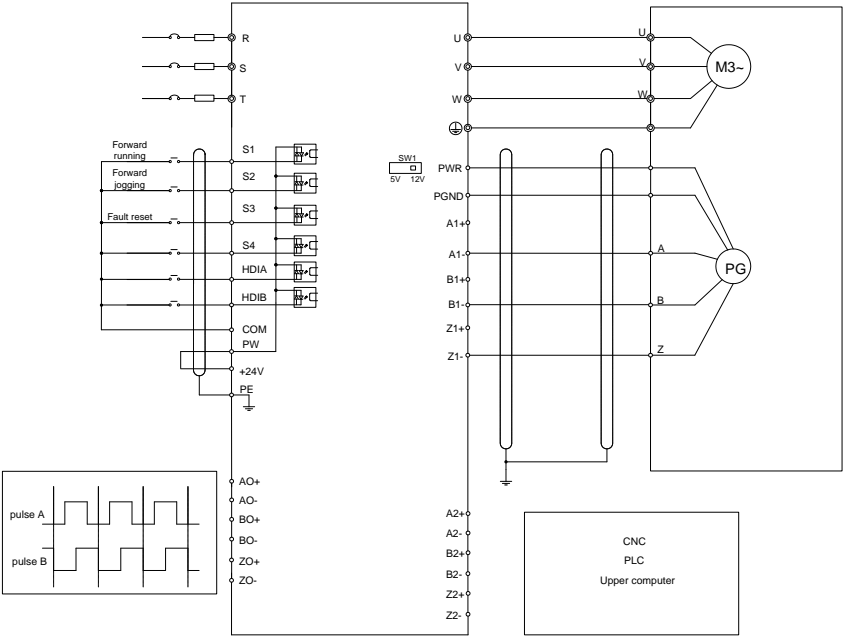 R
S
T
Forward
running
Forward
jogging
Fault reset
S1
S2
S3
S4
HDIA
HDIB
COM
PW
+24V
PE
SW1
5V 12V
U
V
W
PWR
PGND
A1+
A1-
B1+
B1-
Z1+
Z1-
U
V
W
M3~
A
B
Z
PG
pulse A
pulse B
AO+
AO-
BO+
BO-
ZO+
ZO-
A2+
A2-
B2+
B2-
Z2+
Z2-
CNC
PLC
Upper computer